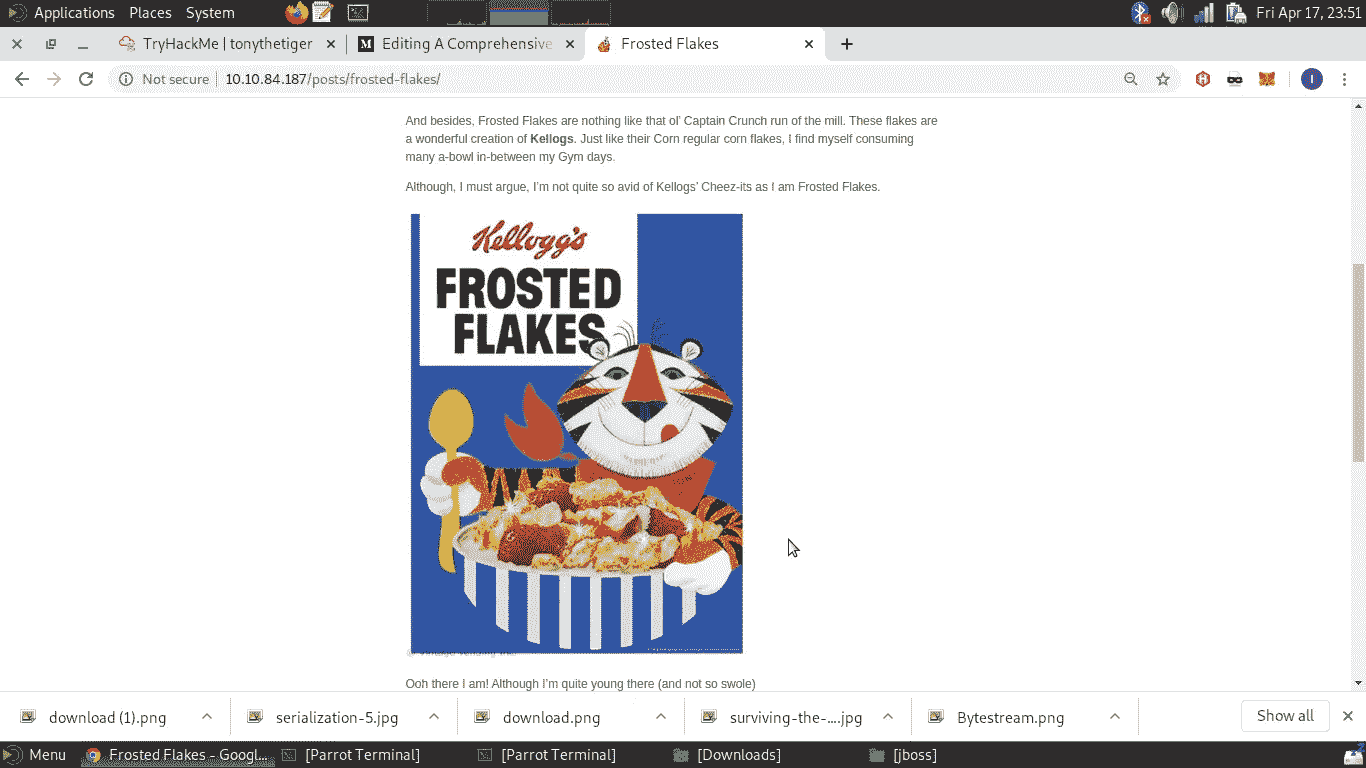 Applications Places System
Fri Apr 17, 23:51
TryHackMe | tonythetiger
Editing A Comprehensive
Frosted Flakes
Not secure 10.10.84.187/posts/frosted-flakes/
And besides, Frosted Flakes are nothing like that ol' Captain Crunch run of the mill. These flakes are
a wonderful creation of Kellogs. Just like their Corn regular corn flakes, I find myself consuming
many a-bowl in-between my Gym days.
Although, I must argue, I'm not quite so avid of Kellogs' Cheez-its as I am Frosted Flakes.
Kellogg's
FROSTED
FLAKES
Ooh there I am! Although I'm quite young there (and not so swole)
download (1).png
serialization-5.jpg
download.png
surviving-the-....jpg
Bytestream.png
Show all
Menu
Frosted Flakes - Googl...
[Parrot Terminal]
[Parrot Terminal]
[Downloads]
[jboss]